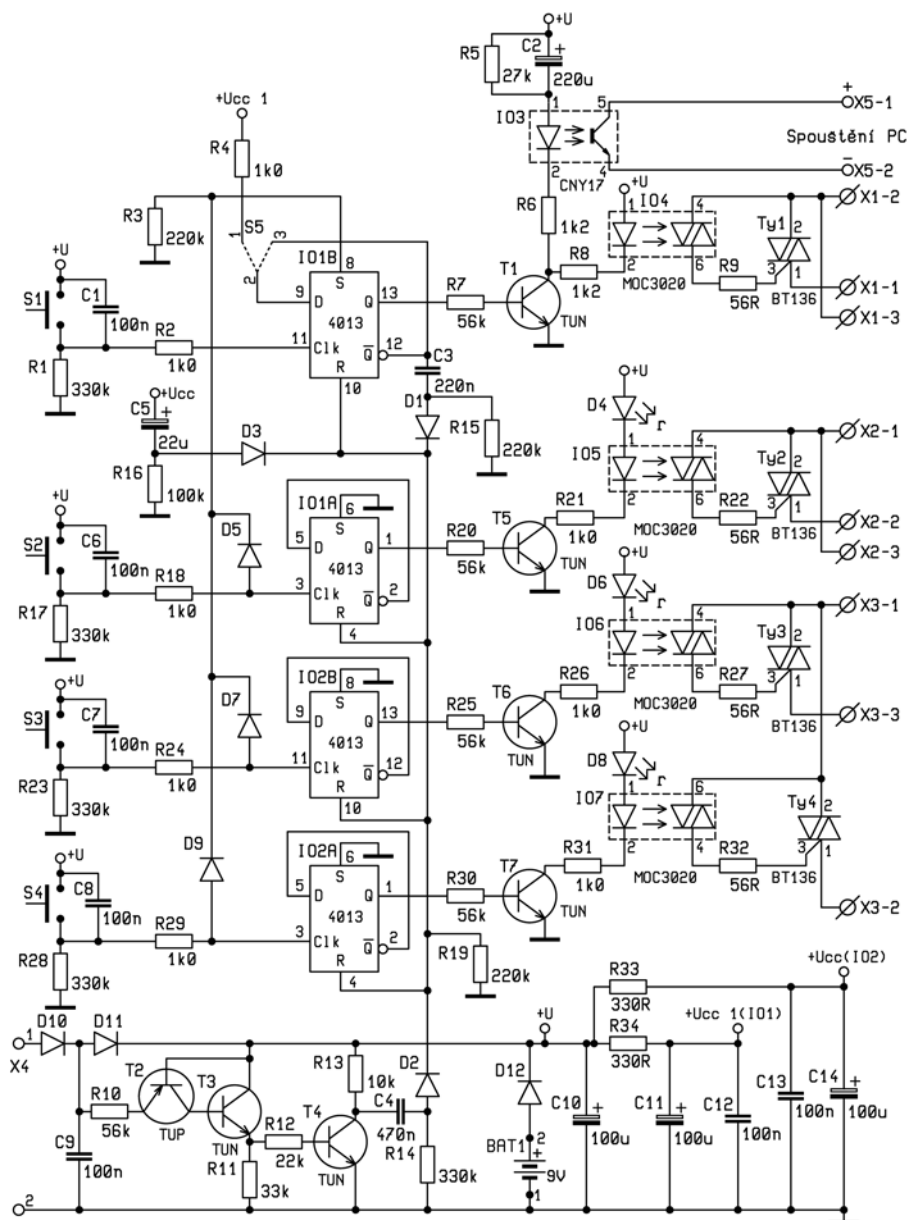 +U
R5
27k
C2
+
220u
+Ucc 1
R4
1k0
IO3
1
5
2
4
CNY17
+
X5-1
Spouštění PC
–
X5-2
R3
220k
S5
1
3
2
R6
1k2
+U
IO4
1
4
2
6
MOC3020
R8
1k2
R9
56R
Ty1
2
3
1
BT136
X1-2
X1-1
X1-3
+U
S1
C1
100n
R1
330k
R2
1k0
IO1B
8
S
9
D
Q
13
4013
11
Clk
Q
12
R
10
R7
56k
T1
TUN
C3
220n
D1
R15
220k
+Ucc
C5
+
22u
R16
100k
D3
+U
D4
r
IO5
1
4
2
6
MOC3020
R21
1k0
R22
56R
Ty2
2
3
1
BT136
X2-1
X2-2
X2-3
+U
S2
C6
100n
R17
330k
R18
1k0
D5
IO1A
6
S
5
D
Q
1
4013
3
Clk
Q
2
R
4
R20
56k
T5
TUN
+U
D6
r
IO6
1
4
2
6
MOC3020
R26
1k0
R27
56R
Ty3
2
3
1
BT136
X3-1
X3-3
+U
S3
C7
100n
R23
330k
R24
1k0
D7
IO2B
8
S
9
D
Q
13
4013
11
Clk
Q
12
R
10
R25
56k
T6
TUN
+U
D8
r
IO7
1
6
2
4
MOC3020
R31
1k0
R32
56R
Ty4
2
3
1
BT136
X3-2
+U
S4
C8
100n
R28
330k
R29
1k0
D9
IO2A
6
S
5
D
Q
1
4013
3
Clk
Q
2
R
4
R30
56k
T7
TUN
R19
220k
+Ucc(IO2)
R33
330R
+Ucc 1(IO1)
R34
330R
+U
X4
1
2
D10
D11
C9
100n
R10
56k
T2
TUP
T3
TUN
R11
33k
R12
22k
T4
TUN
R13
10k
C4
470n
D2
R14
330k
D12
BAT1
2
+
9V
1
C10
+
100u
C11
+
100u
C12
100n
C13
100n
C14
+
100u